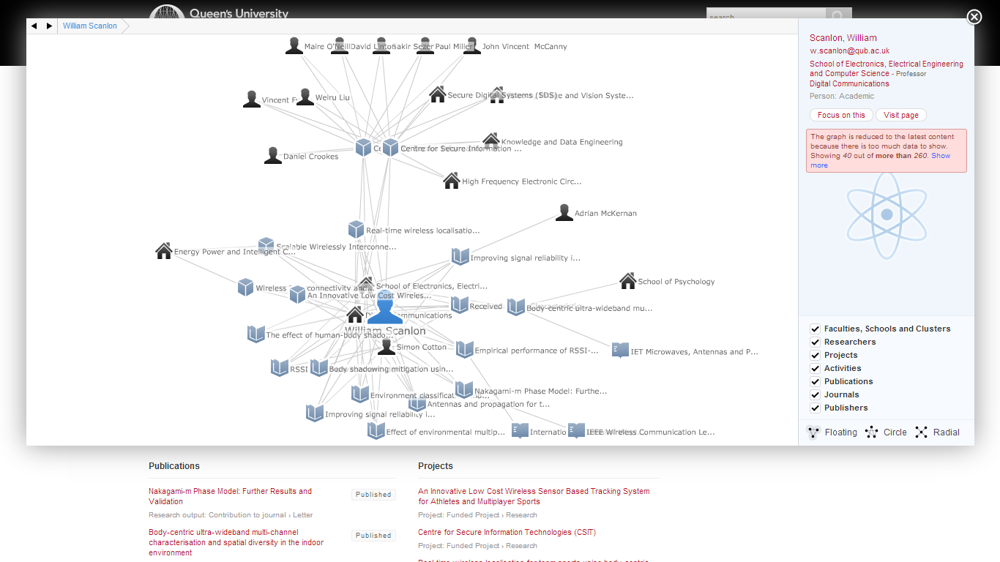 Queen's University
search
William Scanlon
Maire O'Neill
David Linton
Sakir Sezer
Paul Miller
John Vincent McCanny
Vincent
Weiru Liu
Secure Digital Systems (SDS)
and Vision Syste...
Daniel Crookes
Centre for Secure Information ...
Knowledge and Data Engineering
High Frequency Electronic Circ...
Adrian McKernan
Real-time wireless localisatio...
Energy Power and Intelligent C...
Scalable Wirelessly Interconne...
Improving signal reliability i...
Wireless
connectivity and...
School of Electronics, Electri...
School of Psychology
An Innovative Low Cost Wireles...
Received
Body-centric ultra-wideband mu...
William Scanlon
The effect of human-body shado...
Simon Cotton
Empirical performance of RSSI-...
IET Microwaves, Antennas and P...
RSSI
Body shadowing mitigation usin...
Nakagami-m Phase Model: Furthe...
Environment classificat
Antennas and propagation for t...
Improving signal reliability i...
Effect of environmental multip...
Internatio
IEEE Wireless Communication Le...
Scanlon, William
w.scanlon@qub.ac.uk
School of Electronics, Electrical Engineering
and Computer Science - Professor
Digital Communications
Person: Academic
Focus on this
Visit page
The graph is reduced to the latest content
because there is too much data to show.
Showing 40 out of more than 260. Show
more
Faculties, Schools and Clusters
Researchers
Projects
Activities
Publications
Journals
Publishers
Floating
Circle
Radial
Publications
Nakagami-m Phase Model: Further Results and
Validation
Published
Research output: Contribution to journal › Letter
Body-centric ultra-wideband multi-channel
characterisation and spatial diversity in the indoor
environment
Published
Projects
An Innovative Low Cost Wireless Sensor Based Tracking System
for Athletes and Multiplayer Sports
Project: Funded Project › Research
Centre for Secure Information Technologies (CSIT)
Project: Funded Project › Research
Real-time wireless localisation for team sports using body-centric